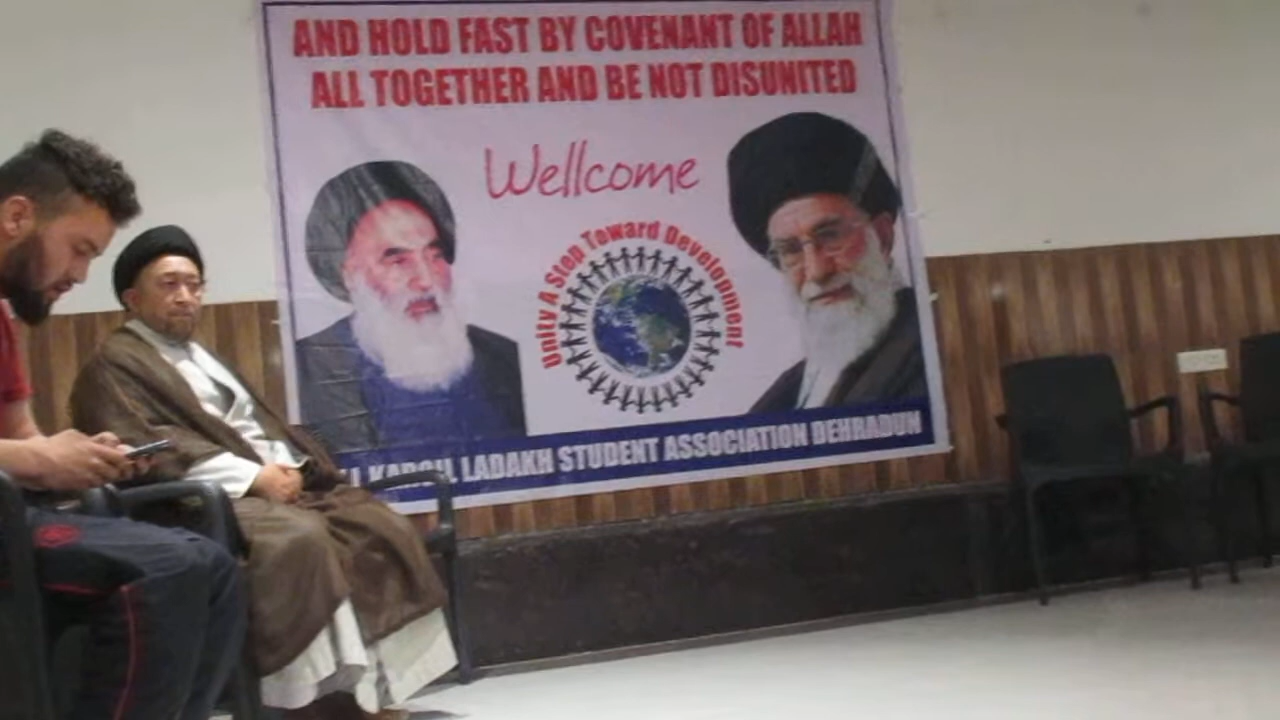 AND HOLD FAST BY COVENANT OF ALLAH
ALL TOGETHER AND BE NOT DISUNITED
Wellcome
Unity A Step Toward Development
KARGIL LADAKH STUDENT ASSOCIATION DEHRADUN